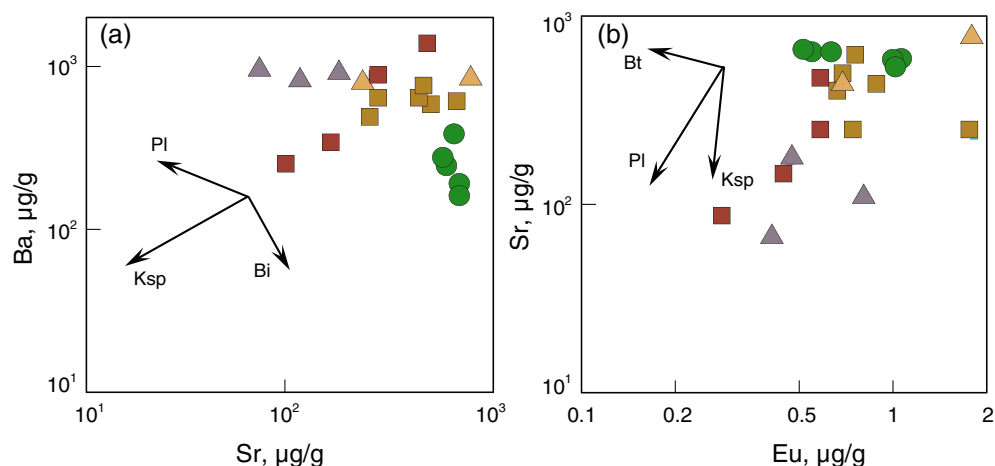 (a)
10³
Pl
Ba, µg/g
10²
Ksp
Bi
10¹
10¹
10²
10³
Sr, µg/g
(b)
10³
Bt
Pl
Ksp
Sr, µg/g
10²
10¹
0.1
0.2
0.5
1
2
Eu, µg/g